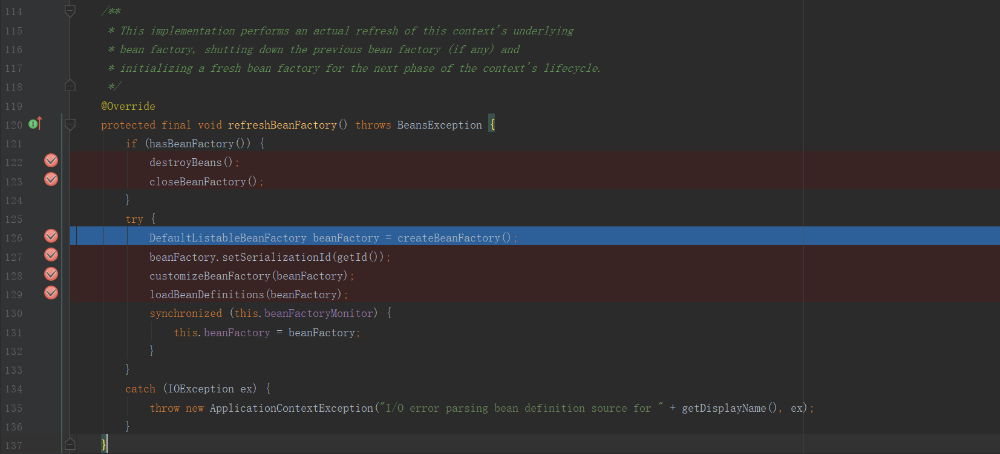 114 /**
115 * This implementation performs an actual refresh of this context's underlying
116 * bean factory, shutting down the previous bean factory (if any) and
117 * initializing a fresh bean factory for the next phase of the context's lifecycle.
118 */
119 @Override
120 protected final void refreshBeanFactory() throws BeansException {
121 if (hasBeanFactory()) {
122 destroyBeans();
123 closeBeanFactory();
124 }
125 try {
126 DefaultListableBeanFactory beanFactory = createBeanFactory();
127 beanFactory.setSerializationId(getId());
128 customizeBeanFactory(beanFactory);
129 loadBeanDefinitions(beanFactory);
130 synchronized (this.beanFactoryMonitor) {
131 this.beanFactory = beanFactory;
132 }
133 }
134 catch (IOException ex) {
135 throw new ApplicationContextException("I/O error parsing bean definition source for " + getDisplayName(), ex);
136 }
137 }